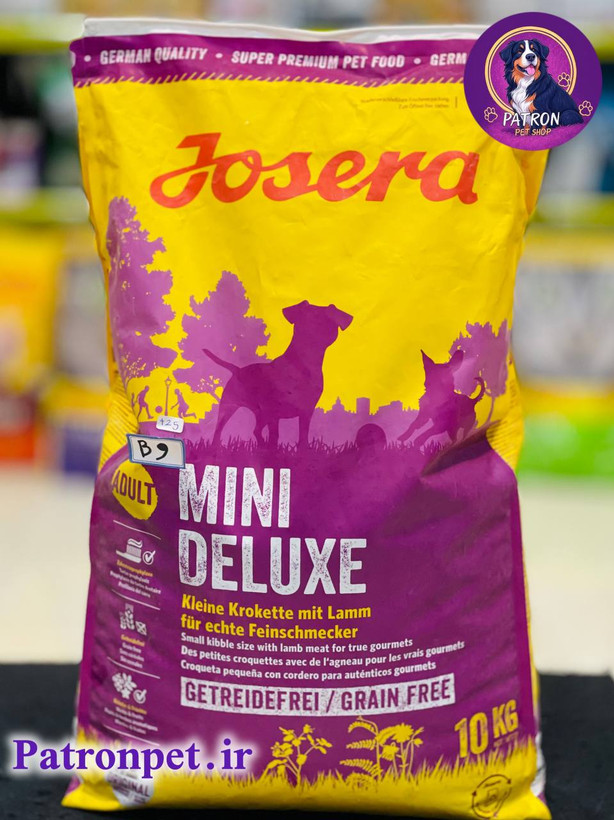 • GERMAN QUALITY • SUPER PREMIUM PET FOOD • GERM
PATRON
PET SHOP
Josera
429
B9
ADULT
MINI
DELUXE
Kleine Krokette mit Lamm
für echte Feinschmecker
Small kibble size with lamb meat for true gourmets
Des petites croquettes avec de l'agneau pour les vrais gourmets
Croqueta pequeña con cordero para auténticos gourmets
GETREIDEFREI / GRAIN FREE
10 KG
Patronpet.ir